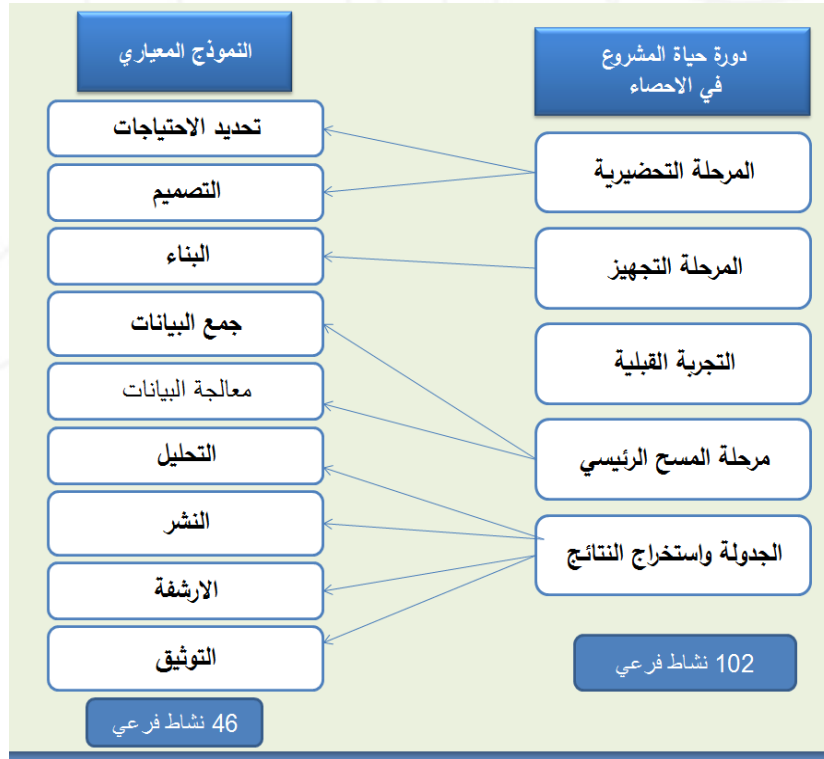 دورة حياة المشروع
في الاحصاء
المرحلة التحضيرية
المرحلة التجهيز
التجربة القبلية
مرحلة المسح الرئيسي
الجدولة واستخراج النتائج
102 نشاط فرعي
النموذج المعياري
تحديد الاحتياجات
التصميم
البناء
جمع البيانات
معالجة البيانات
التحليل
النشر
الارشفة
التوثيق
46 نشاط فرعي